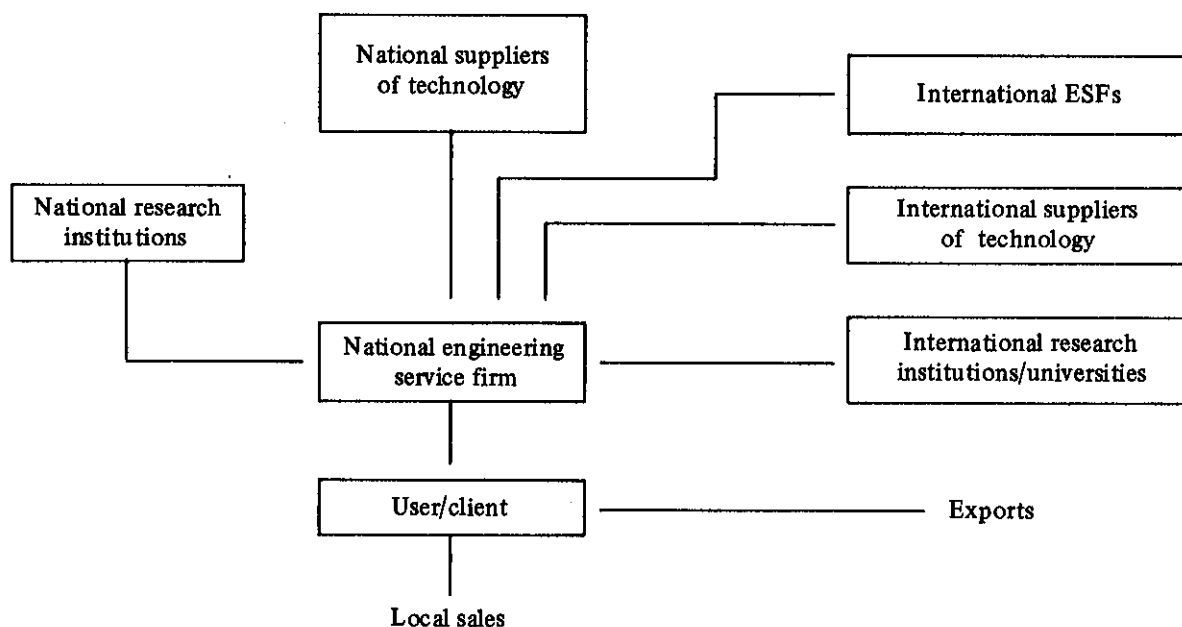 National suppliers
of technology
International ESFs
National research
institutions
International suppliers
of technology
National engineering
service firm
International research
institutions/universities
User/client
Exports
Local sales